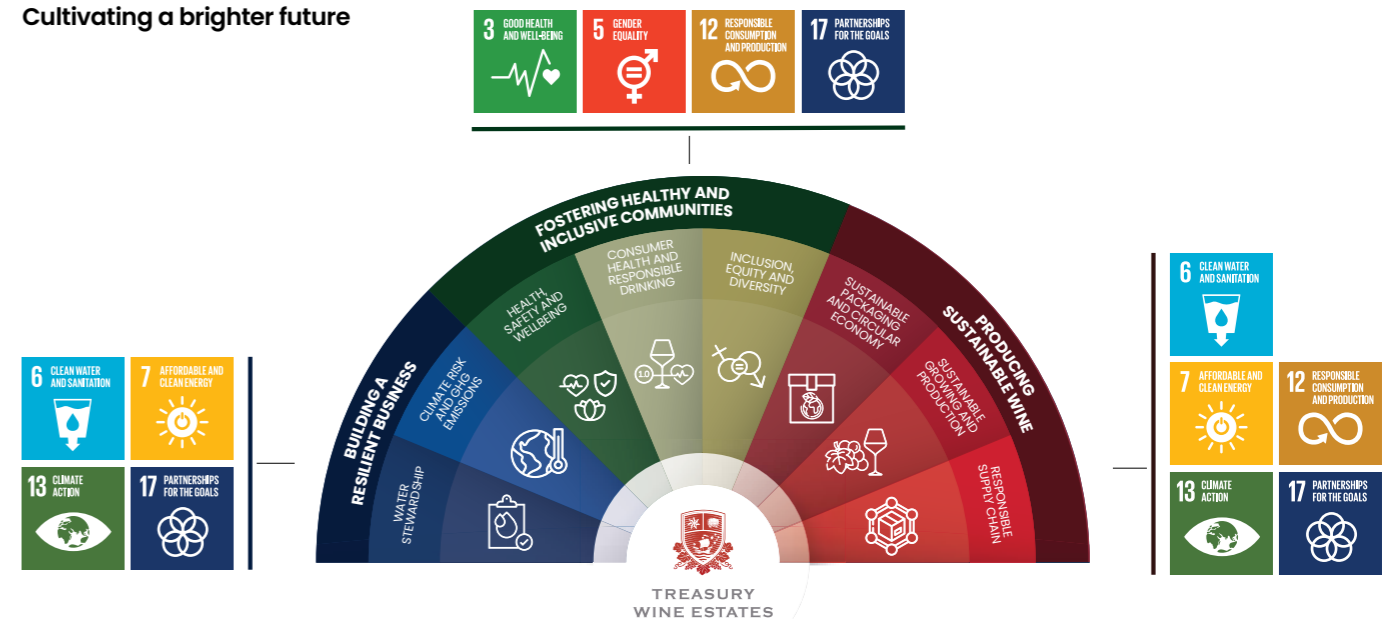 Cultivating a brighter future
3 GOOD HEALTH
AND WELL-BEING
5 GENDER
EQUALITY
12 RESPONSIBLE
CONSUMPTION
AND PRODUCTION
17 PARTNERSHIPS
FOR THE GOALS
FOSTERING HEALTHY AND
INCLUSIVE COMMUNITIES
BUILDING A
RESILIENT BUSINESS
PRODUCING
SUSTAINABLE WINE
WATER
STEWARDSHIP
CLIMATE RISK
AND GHG
EMISSIONS
HEALTH,
SAFETY AND
WELLBEING
CONSUMER
HEALTH AND
RESPONSIBLE
DRINKING
1.0
INCLUSION,
EQUITY AND
DIVERSITY
SUSTAINABLE
PACKAGING
AND CIRCULAR
ECONOMY
SUSTAINABLE
GROWING AND
PRODUCTION
RESPONSIBLE
SUPPLY CHAIN
6 CLEAN WATER
AND SANITATION
7 AFFORDABLE AND
CLEAN ENERGY
13 CLIMATE
ACTION
17 PARTNERSHIPS
FOR THE GOALS
6 CLEAN WATER
AND SANITATION
7 AFFORDABLE AND
CLEAN ENERGY
12 RESPONSIBLE
CONSUMPTION
AND PRODUCTION
13 CLIMATE
ACTION
17 PARTNERSHIPS
FOR THE GOALS
TREASURY
WINE ESTATES